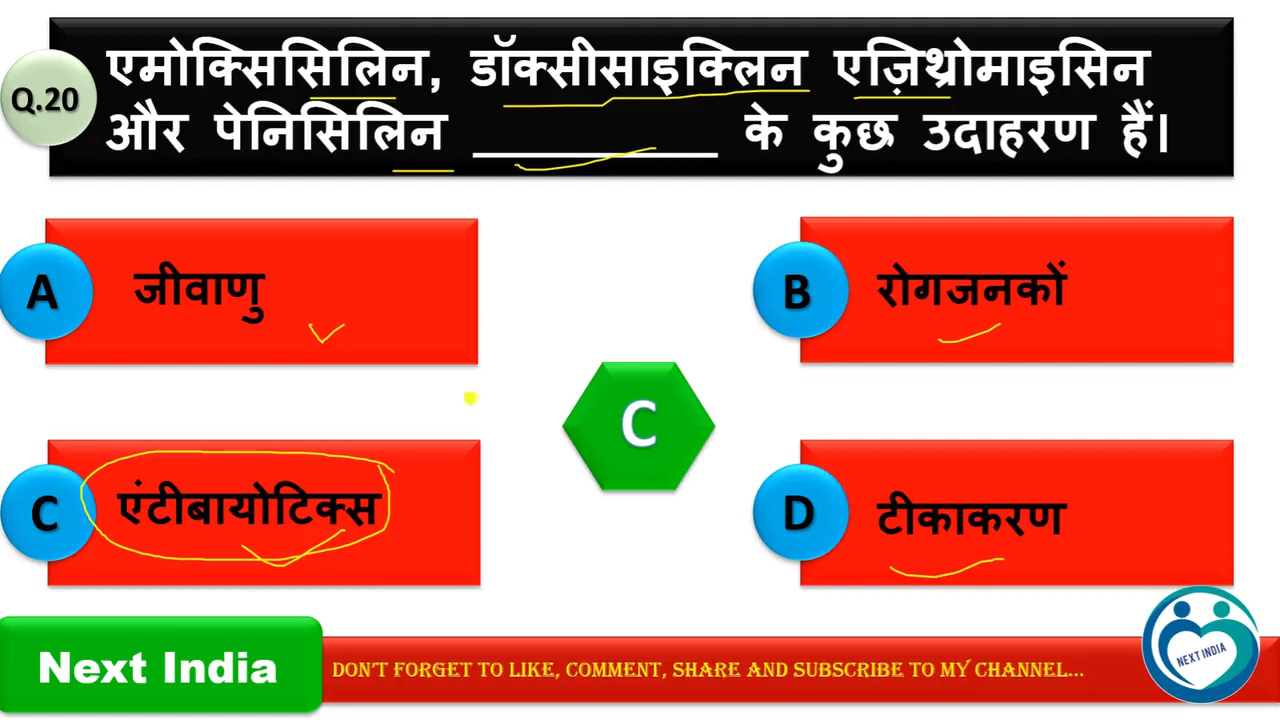 Q.20
एमोक्सिसिलिन, डॉक्सीसाइक्लिन एज़िथ्रोमाइसिन
और पेनिसिलिन __________ के कुछ उदाहरण हैं।
A जीवाणु
B रोगजनकों
C
C एंटीबायोटिक्स
D टीकाकरण
Next India
DON'T FORGET TO LIKE, COMMENT, SHARE AND SUBSCRIBE TO MY CHANNEL...
NEXT INDIA